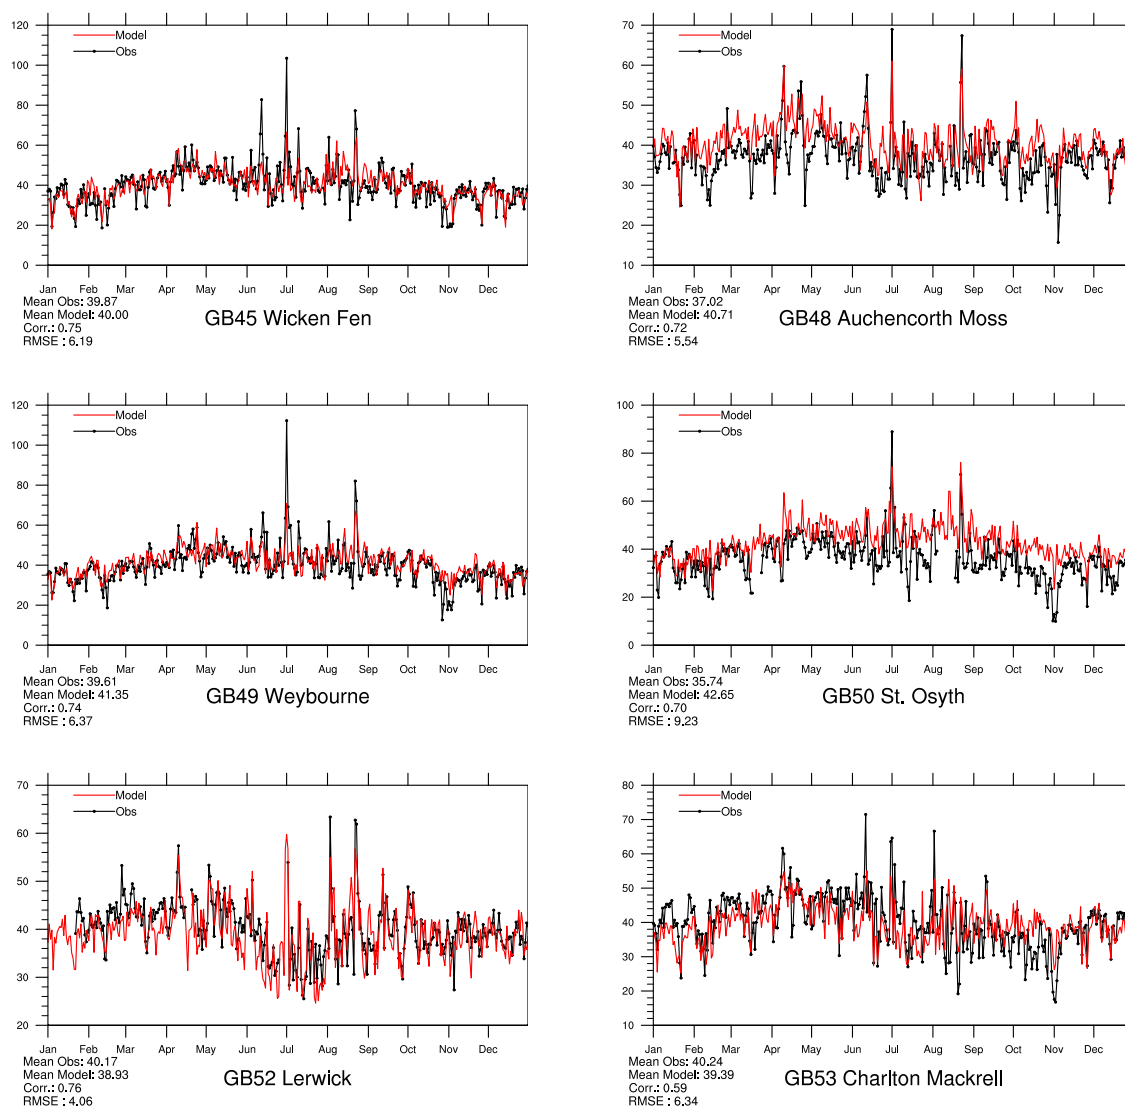 120
100
80
60
40
20
0
Model
Obs
Jan Feb Mar Apr May Jun Jul Aug Sep Oct Nov Dec
Mean Obs: 39.87
Mean Model: 40.00
Corr.: 0.75
RMSE : 6.19
GB45 Wicken Fen
70
60
50
40
30
20
10
Model
Obs
Jan Feb Mar Apr May Jun Jul Aug Sep Oct Nov Dec
Mean Obs: 37.02
Mean Model: 40.71
Corr.: 0.72
RMSE : 5.54
GB48 Auchencorth Moss
120
100
80
60
40
20
0
Model
Obs
Jan Feb Mar Apr May Jun Jul Aug Sep Oct Nov Dec
Mean Obs: 39.61
Mean Model: 41.35
Corr.: 0.74
RMSE : 6.37
GB49 Weybourne
100
80
60
40
20
0
Model
Obs
Jan Feb Mar Apr May Jun Jul Aug Sep Oct Nov Dec
Mean Obs: 35.74
Mean Model: 42.65
Corr.: 0.70
RMSE : 9.23
GB50 St. Osyth
70
60
50
40
30
20
Model
Obs
Jan Feb Mar Apr May Jun Jul Aug Sep Oct Nov Dec
Mean Obs: 40.17
Mean Model: 38.93
Corr.: 0.76
RMSE : 4.06
GB52 Lerwick
80
70
60
50
40
30
20
10
Model
Obs
Jan Feb Mar Apr May Jun Jul Aug Sep Oct Nov Dec
Mean Obs: 40.24
Mean Model: 39.39
Corr.: 0.59
RMSE : 6.34
GB53 Charlton Mackrell